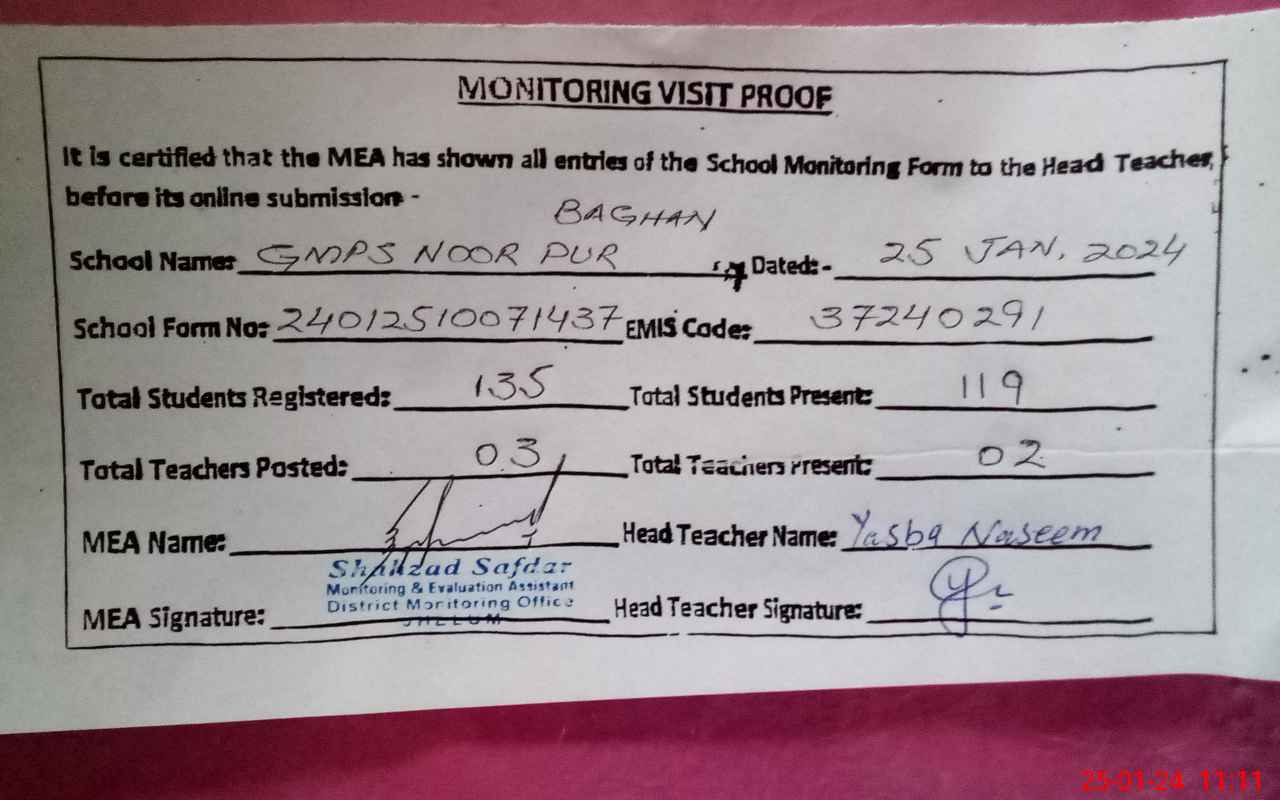 MONITORING VISIT PROOF
It is certified that the MEA has shown all entries of the School Monitoring Form to the Head Teacher,
before its online submission -
BAGHAN
School Name: GMPS NOOR PUR Dated:- 25 JAN, 2024
School Form No: 24012510071437 EMIS Code: 37240291
Total Students Registered: 135 Total Students Present: 119
Total Teachers Posted: 03 Total Teachers Present: 02
MEA Name: Head Teacher Name: Yasba Naseem
Shahzad Safdar
Monitoring & Evaluation Assistant
District Monitoring Office
JHELUM
MEA Signature: Head Teacher Signature:
25-01-24 11:11